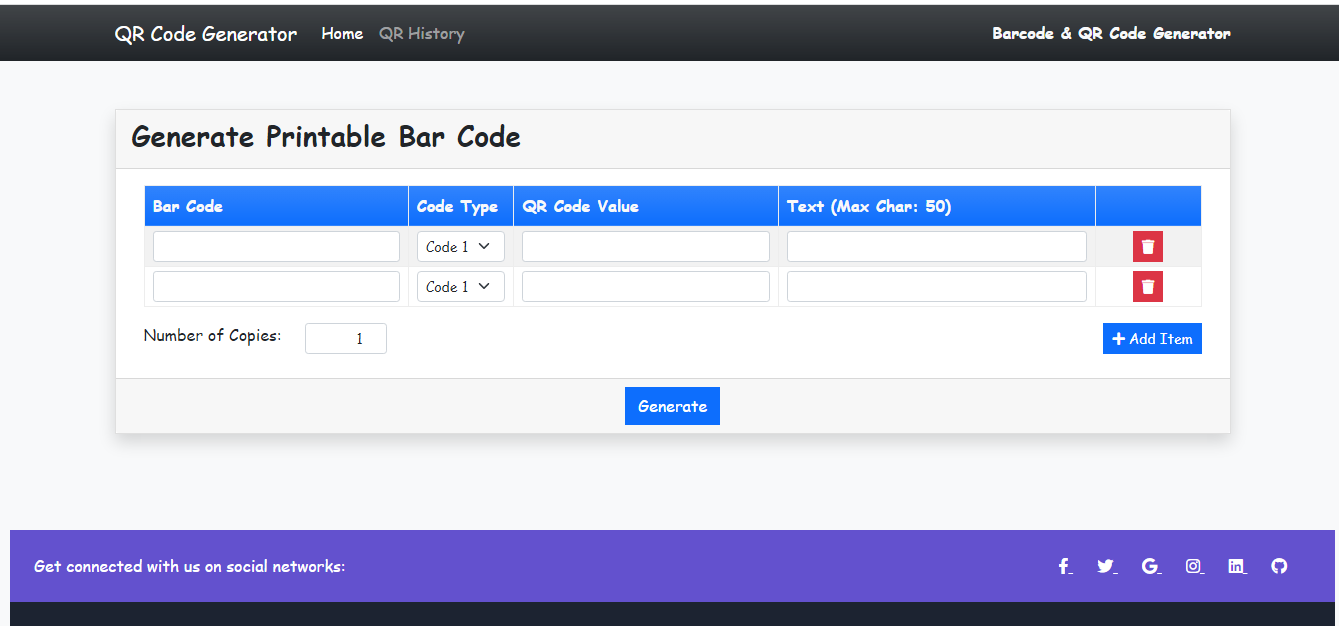 QR Code Generator Home QR History Barcode & QR Code Generator
Generate Printable Bar Code
Bar Code Code Type QR Code Value Text (Max Char: 50)
Code 1
Code 1
Number of Copies: 1 Add Item
Generate
Get connected with us on social networks: